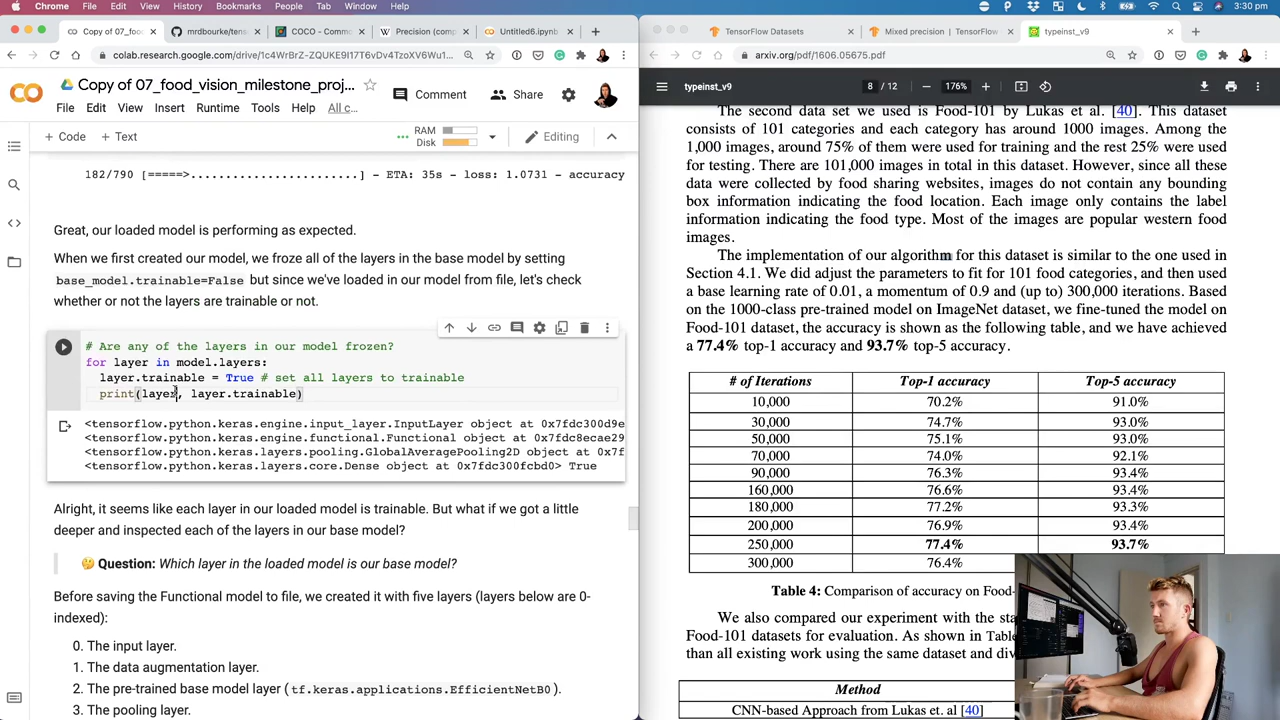 Chrome File Edit View History Bookmarks People Tab Window Help
3:30 pm
Copy of 07_foo
mrdbourke/tens
COCO - Commo
Precision (comp
Untitled6.ipynb
TensorFlow Datasets
Mixed precision | TensorFlow
typeinst_v9
colab.research.google.com/drive/1c4WrBrZ-ZQUKE9I17tGyDv4TzoXvG6Wu1...
arxiv.org/pdf/1606.05675.pdf
Copy of 07_food_vision_milestone_proj...
File Edit View Insert Runtime Tools Help All c...
Comment Share
typeinst_v9 8 / 12 176%
+ Code + Text
RAM
Disk
Editing
182/790 [=====>........................] - ETA: 35s - loss: 1.0731 - accuracy
Great, our loaded model is performing as expected.
When we first created our model, we froze all of the layers in the base model by setting
base_model.trainable=False but since we've loaded in our model from file, let's check
whether or not the layers are trainable or not.
# Are any of the layers in our model frozen?
for layer in model.layers:
layer.trainable = True # set all layers to trainable
print(layer, layer.trainable)
<tensorflow.python.keras.engine.input_layer.InputLayer object at 0x7fdc300d9e
<tensorflow.python.keras.engine.functional.Functional object at 0x7fdc8ecae29
<tensorflow.python.keras.layers.pooling.GlobalAveragePooling2D object at 0x7f
<tensorflow.python.keras.layers.core.Dense object at 0x7fdc300fcbd0> True
Alright, it seems like each layer in our loaded model is trainable. But what if we got a little
deeper and inspected each of the layers in our base model?
🤔 Question: Which layer in the loaded model is our base model?
Before saving the Functional model to file, we created it with five layers (layers below are 0-
indexed):
0. The input layer.
1. The data augmentation layer.
2. The pre-trained base model layer (tf.keras.applications.EfficientNetB0).
3. The pooling layer.
The second data set we used is Food-101 by Lukas et al. [40]. This dataset
consists of 101 categories and each category has around 1000 images. Among the
1,000 images, around 75% of them were used for training and the rest 25% were used
for testing. There are 101,000 images in total in this dataset. However, since all these
data were collected by food sharing websites, images do not contain any bounding
box information indicating the food location. Each image only contains the label
information indicating the food type. Most of the images are popular western food
images.
The implementation of our algorithm for this dataset is similar to the one used in
Section 4.1. We did adjust the parameters to fit for 101 food categories, and then used
a base learning rate of 0.01, a momentum of 0.9 and (up to) 300,000 iterations. Based
on the 1000-class pre-trained model on ImageNet dataset, we fine-tuned the model on
Food-101 dataset, the accuracy is shown as the following table, and we have achieved
a 77.4% top-1 accuracy and 93.7% top-5 accuracy.
# of Iterations Top-1 accuracy Top-5 accuracy
10,000 70.2% 91.0%
30,000 74.7% 93.0%
50,000 75.1% 93.0%
70,000 74.0% 92.1%
90,000 76.3% 93.4%
160,000 76.6% 93.4%
180,000 77.2% 93.3%
200,000 76.9% 93.4%
250,000 77.4% 93.7%
300,000 76.4%
Table 4: Comparison of accuracy on Food-
We also compared our experiment with the sta
Food-101 datasets for evaluation. As shown in Table
than all existing work using the same dataset and div
Method
CNN-based Approach from Lukas et. al [40]